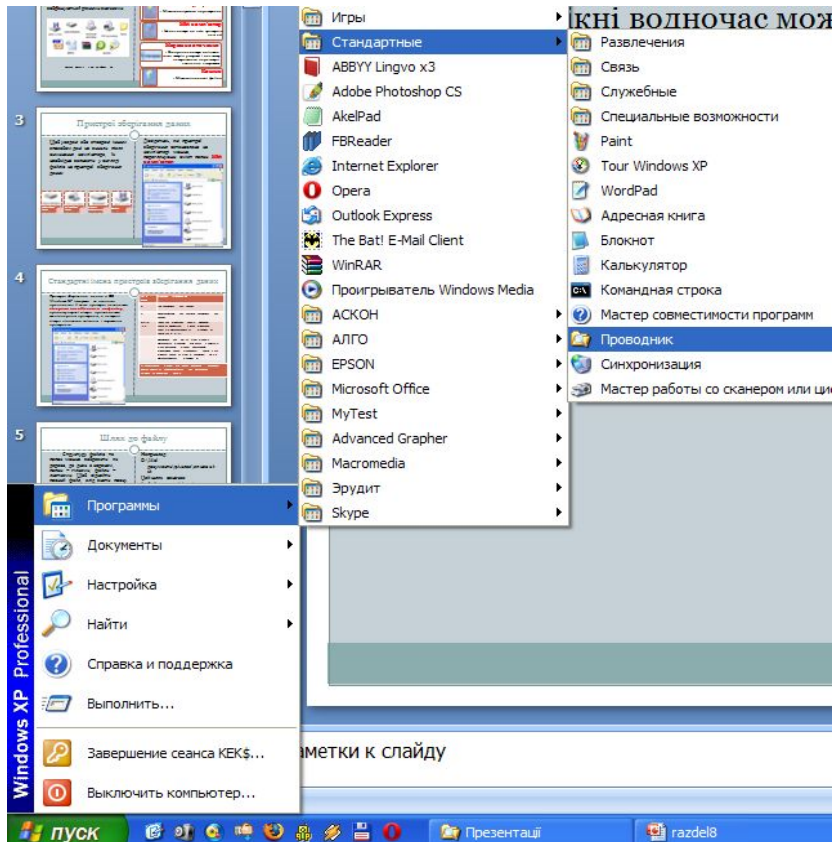 кні водночас мож
3
Пристрої зберігання даних
4
Стандартні імена пристроїв зберігання даних
5
Шлях до файлу
Игры
Стандартные
ABBYY Lingvo x3
Adobe Photoshop CS
AkelPad
FBReader
Internet Explorer
Opera
Outlook Express
The Bat! E-Mail Client
WinRAR
Проигрыватель Windows Media
АСКОН
АЛГО
EPSON
Microsoft Office
MyTest
Advanced Grapher
Macromedia
Эрудит
Skype
Развлечения
Связь
Служебные
Специальные возможности
Paint
Tour Windows XP
WordPad
Адресная книга
Блокнот
Калькулятор
Командная строка
Мастер совместимости программ
Проводник
Синхронизация
Мастер работы со сканером или ци
Windows XP Professional
Программы
Документы
Настройка
Найти
Справка и поддержка
Выполнить...
Завершение сеанса KEK$...
Выключить компьютер...
аметки к слайду
пуск
Презентації
razdel8